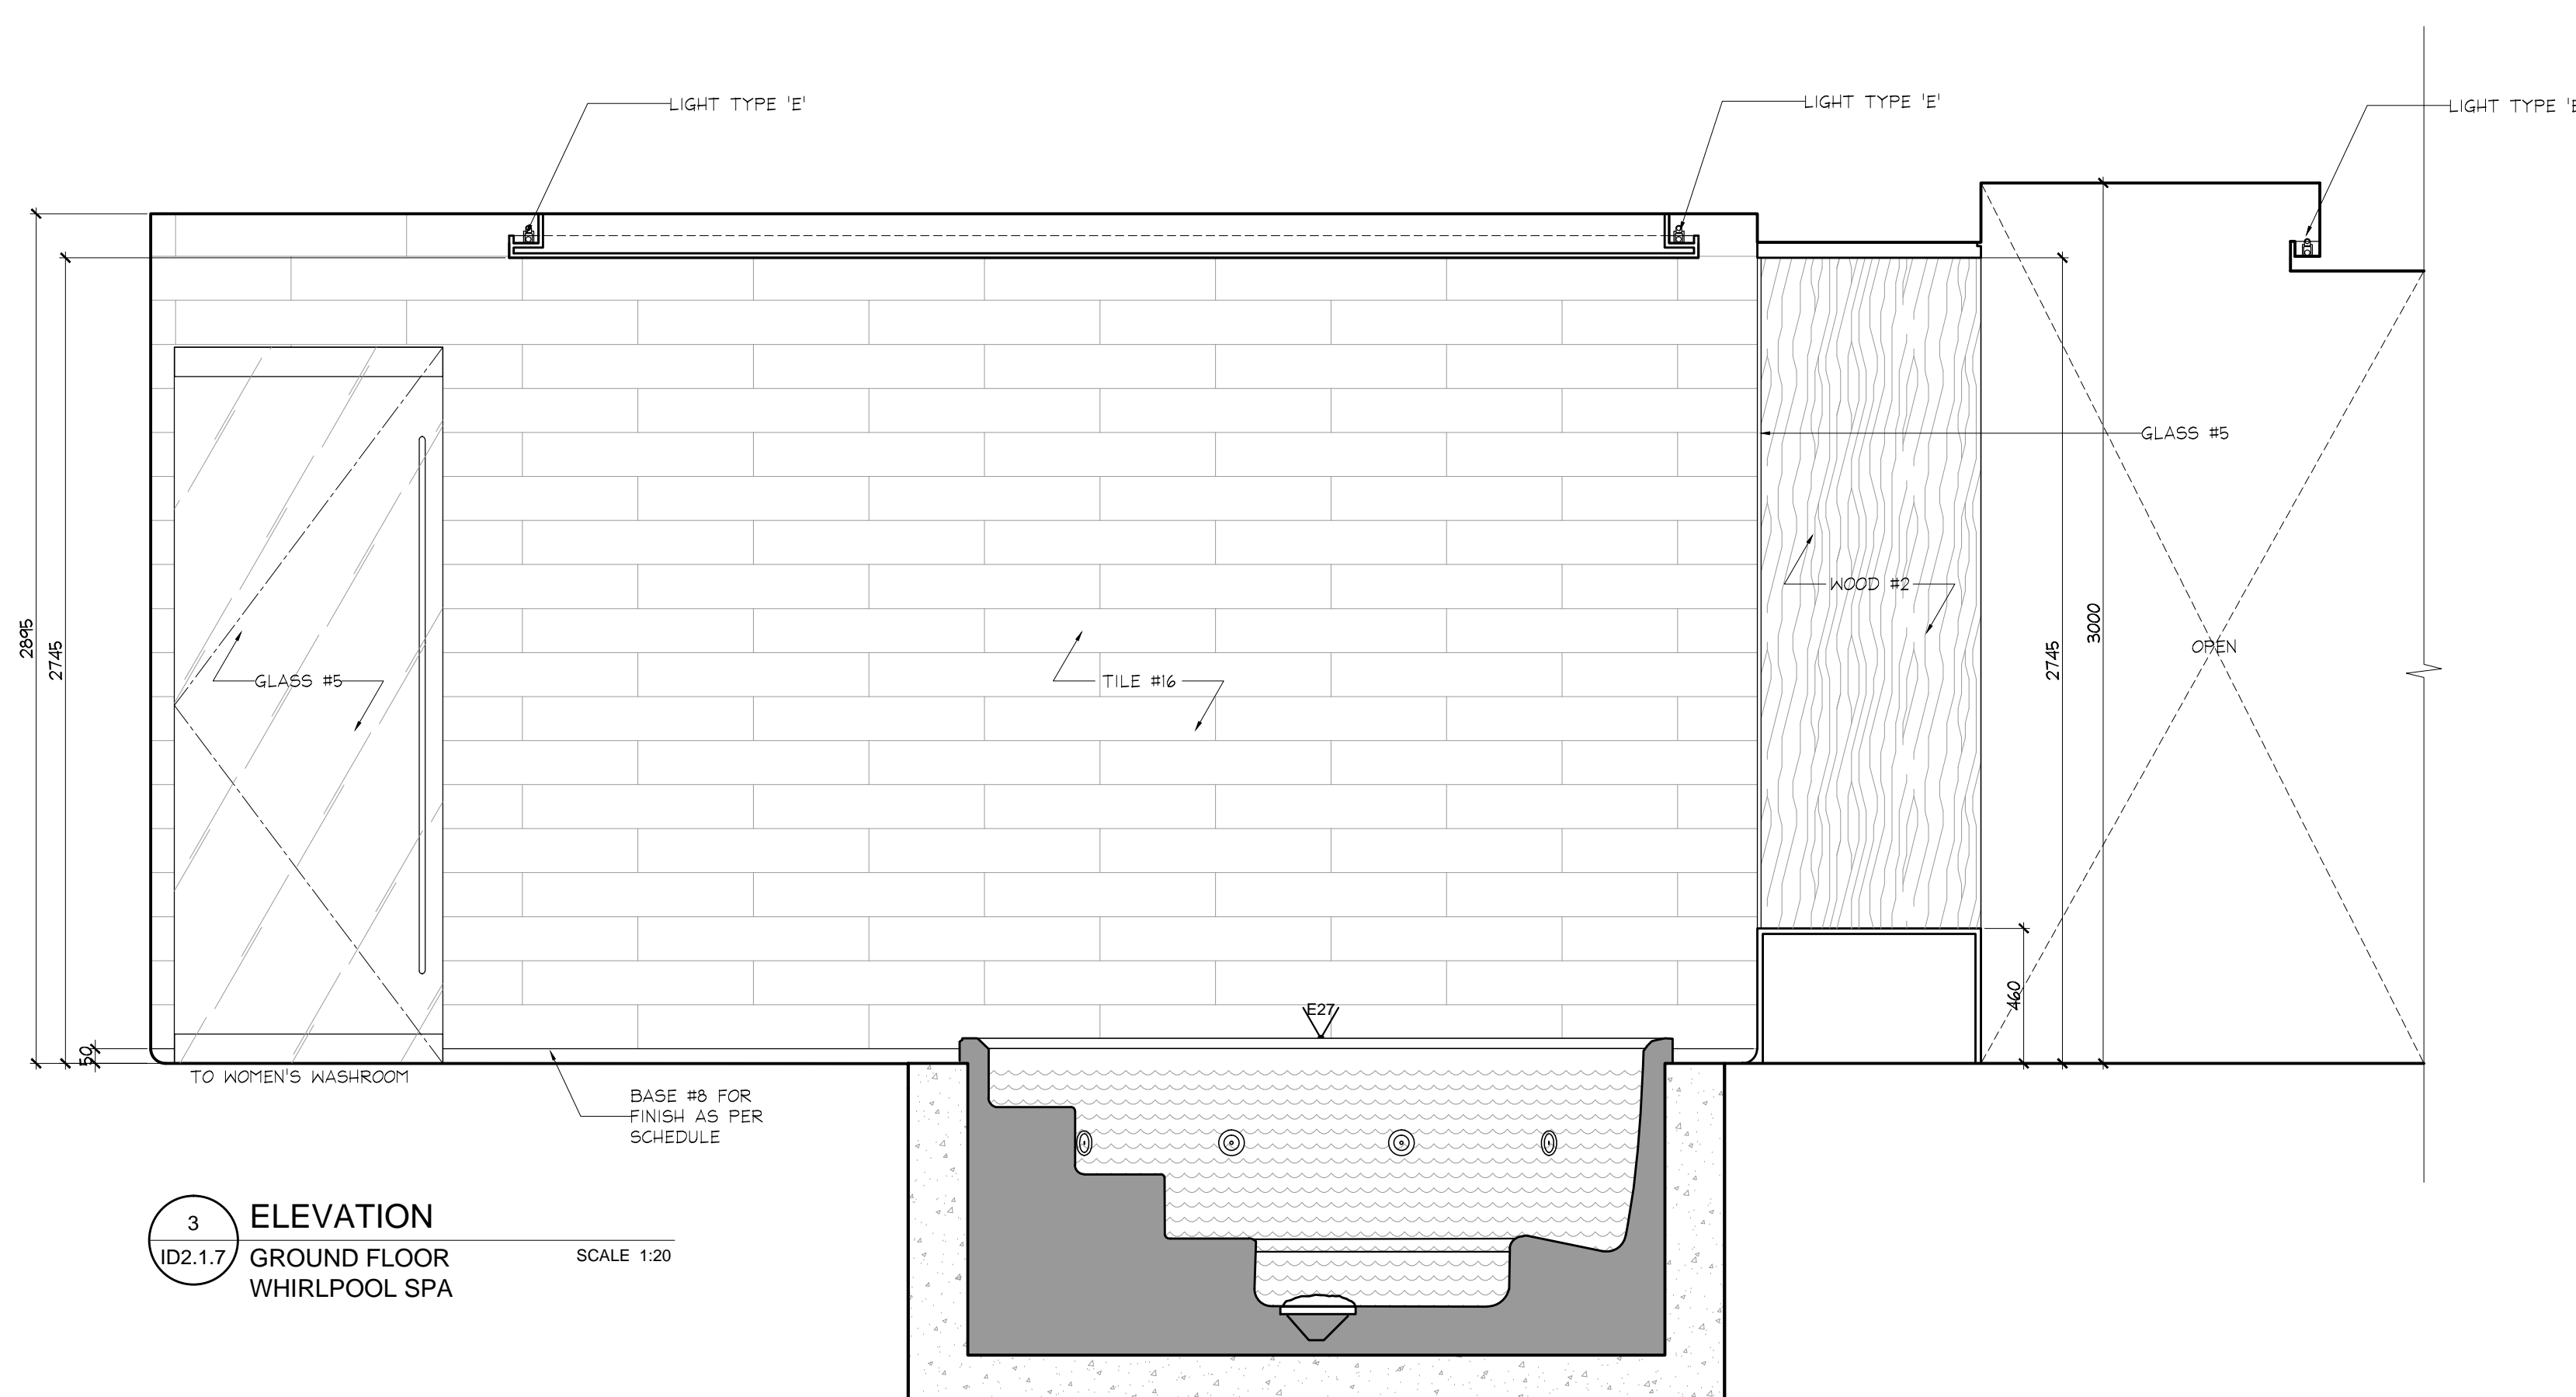 LIGHT TYPE 'E'
LIGHT TYPE 'E'
LIGHT TYPE 'E
GLASS #5
WOOD #2
2895
2745
2745
3000
OPEN
GLASS #5
TILE #16
460
E27
50
TO WOMEN'S WASHROOM
BASE #8 FOR
FINISH AS PER
SCHEDULE
3
ID2.1.7
ELEVATION
GROUND FLOOR
WHIRLPOOL SPA
SCALE 1:20